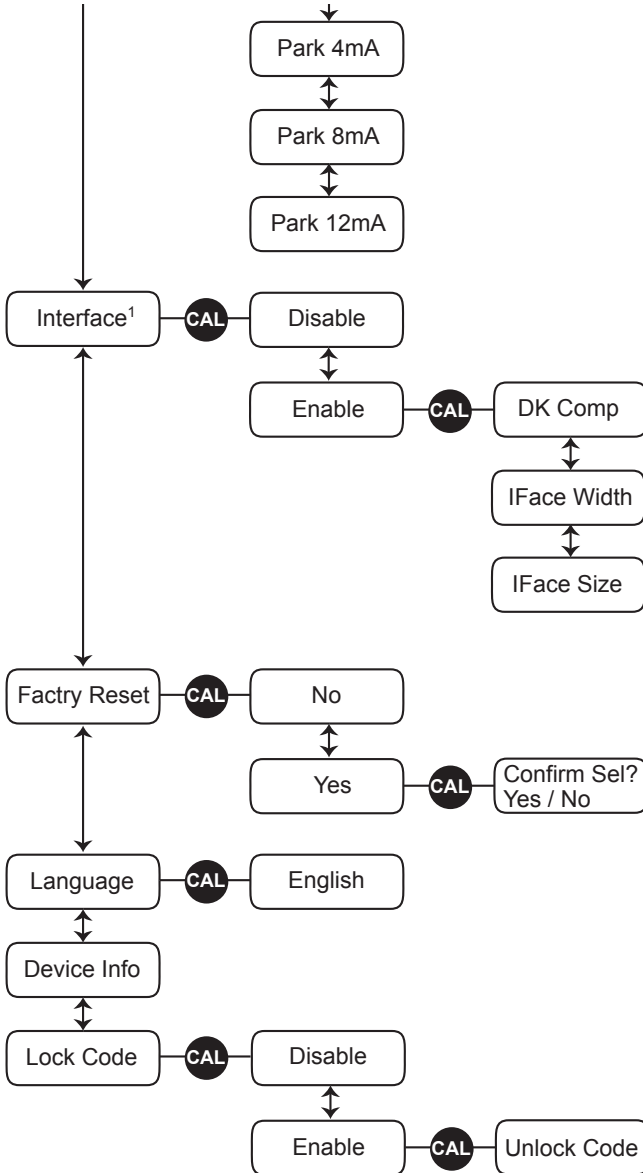 Park 4mA
Park 8mA
Park 12mA
Interface1 CAL Disable
Enable CAL DK Comp
IFace Width
IFace Size
Factry Reset CAL No
Yes CAL Confirm Sel?
Yes / No
Language CAL English
Device Info
Lock Code CAL Disable
Enable CAL Unlock Code